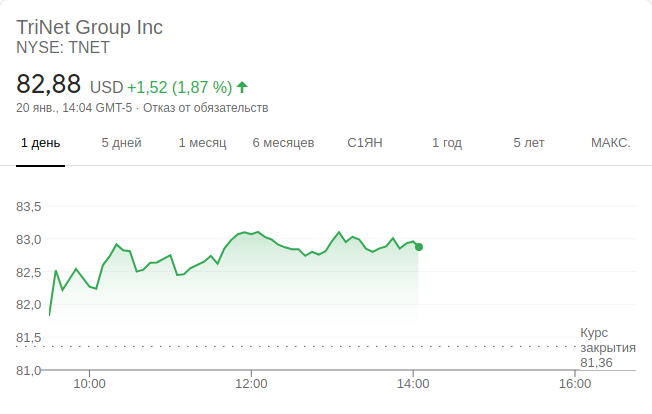 TriNet Group Inc
NYSE: TNET
82,88 USD +1,52 (1,87 %)
20 янв., 14:04 GMT-5 · Отказ от обязательств
1 день 5 дней 1 месяц 6 месяцев С1ЯН 1 год 5 лет МАКС.
83,5
83,0
82,5
82,0
81,5
81,0
Курс
закрытия
81,36
10:00 12:00 14:00 16:00